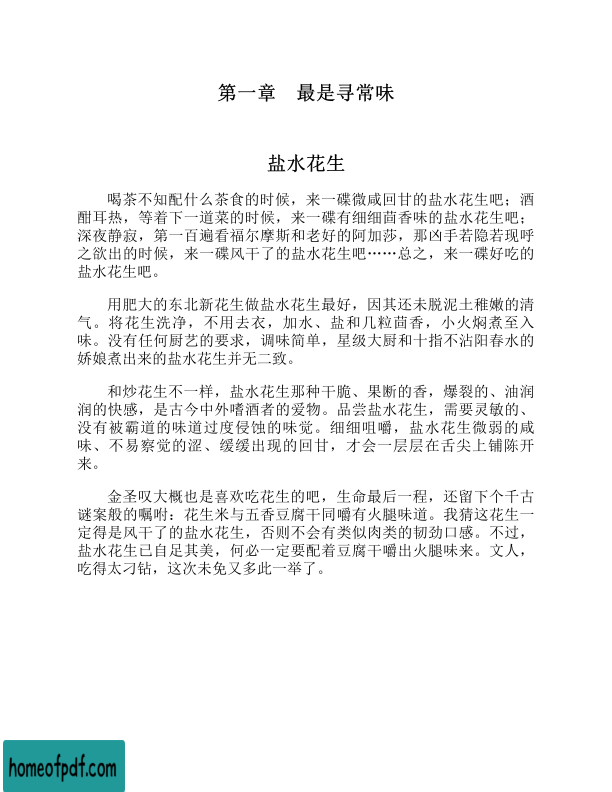 第一章　最是寻常味
盐水花生
喝茶不知配什么茶食的时候，来一碟微咸回甘的盐水花生吧；酒
酣耳热，等着下一道菜的时候，来一碟有细细茴香味的盐水花生吧；
深夜静寂，第一百遍看福尔摩斯和老好的阿加莎，那凶手若隐若现呼
之欲出的时候，来一碟风干了的盐水花生吧……总之，来一碟好吃的
盐水花生吧。
用肥大的东北新花生做盐水花生最好，因其还未脱泥土稚嫩的清
气。将花生洗净，不用去衣，加水、盐和几粒茴香，小火焖煮至入
味。没有任何厨艺的要求，调味简单，星级大厨和十指不沾阳春水的
娇娘煮出来的盐水花生并无二致。
和炒花生不一样，盐水花生那种干脆、果断的香，爆裂的、油润
润的快感，是古今中外嗜酒者的爱物。品尝盐水花生，需要灵敏的、
没有被霸道的味道过度侵蚀的味觉。细细咀嚼，盐水花生微弱的咸
味、不易察觉的涩、缓缓出现的回甘，才会一层层在舌尖上铺陈开
来。
金圣叹大概也是喜欢吃花生的吧，生命最后一程，还留下个千古
谜案般的嘱咐：花生米与五香豆腐干同嚼有火腿味道。我猜这花生一
定得是风干了的盐水花生，否则不会有类似肉类的韧劲口感。不过，
盐水花生已自足其美，何必一定要配着豆腐干嚼出火腿味来。文人，
吃得太刁钻，这次未免又多此一举了。
homeofpdf.com